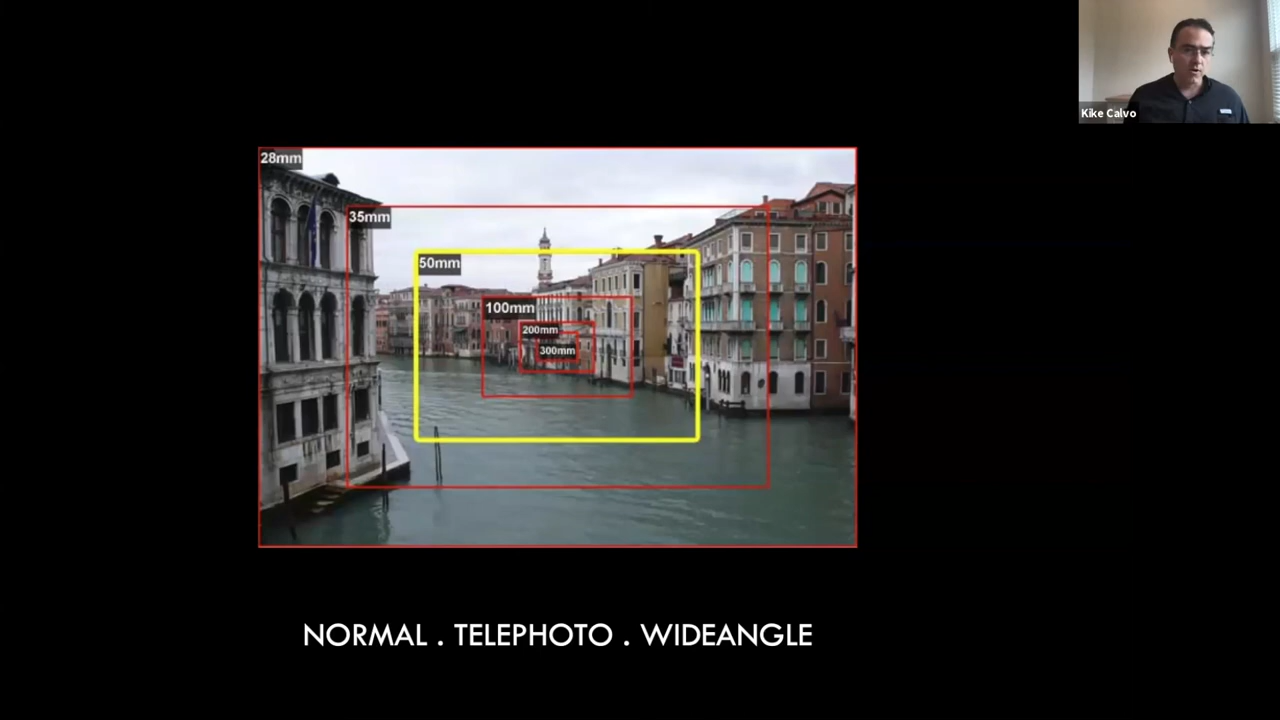 Kike Calvo
28mm
35mm
50mm
100mm
200mm
300mm
NORMAL . TELEPHOTO . WIDEANGLE